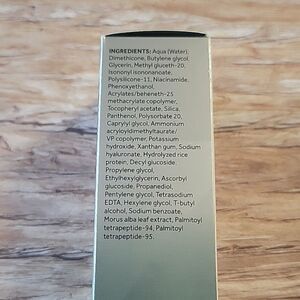 INGREDIENTS: Aqua (Water),
Dimethicone, Butylene glycol,
Glycerin, Methyl gluceth-20,
Isononyl isononanoate,
Polysilicone-11, Niacinamide,
Phenoxyethanol,
Acrylates/beheneth-25
methacrylate copolymer,
Tocopheryl acetate, Silica,
Panthenol, Polysorbate 20,
Caprylyl glycol, Ammonium
acryloyldimethyltaurate/
VP copolymer, Potassium
hydroxide, Xanthan gum, Sodium
hyaluronate, Hydrolyzed rice
protein, Decyl glucoside,
Propylene glycol,
Ethylhexylglycerin, Ascorbyl
glucoside, Propanediol,
Pentylene glycol, Tetrasodium
EDTA, Hexylene glycol, T-butyl
alcohol, Sodium benzoate,
Morus alba leaf extract, Palmitoyl
tetrapeptide-94, Palmitoyl
tetrapeptide-95.